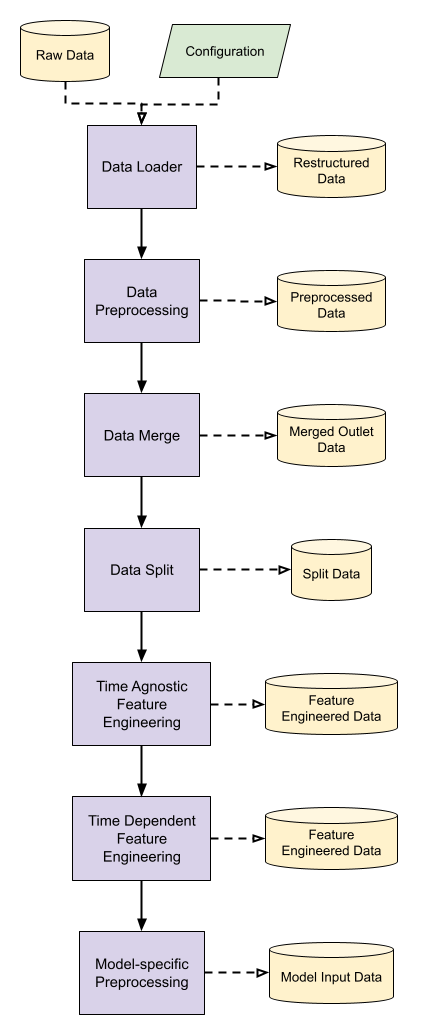 Raw Data
Configuration
Data Loader
Restructured
Data
Data
Preprocessing
Preprocessed
Data
Data Merge
Merged Outlet
Data
Data Split
Split Data
Time Agnostic
Feature
Engineering
Feature
Engineered Data
Time Dependent
Feature
Engineering
Feature
Engineered Data
Model-specific
Preprocessing
Model Input Data